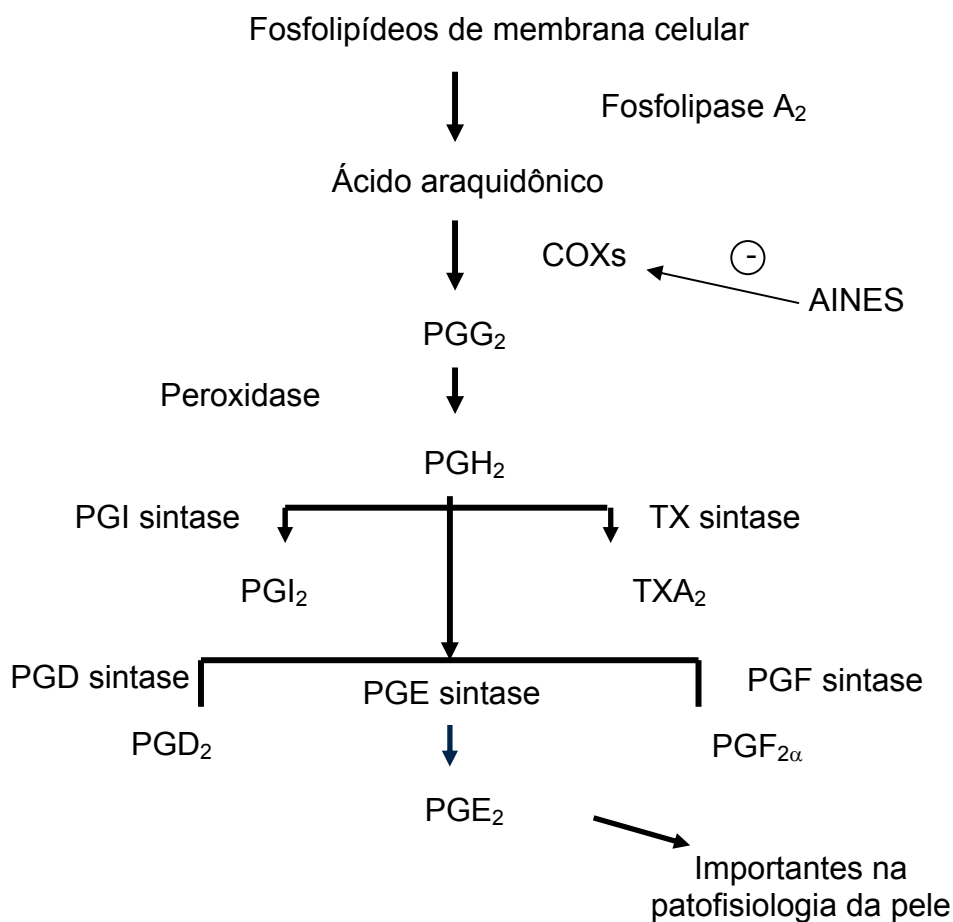 Fosfolipídeos de membrana celular
Fosfolipase A₂
Ácido araquidônico
COXs
-
AINES
PGG₂
Peroxidase
PGH₂
PGI sintase
TX sintase
PGI₂
TXA₂
PGD sintase
PGE sintase
PGF sintase
PGD₂
PGF₂α
PGE₂
Importantes na
patofisiologia da pele